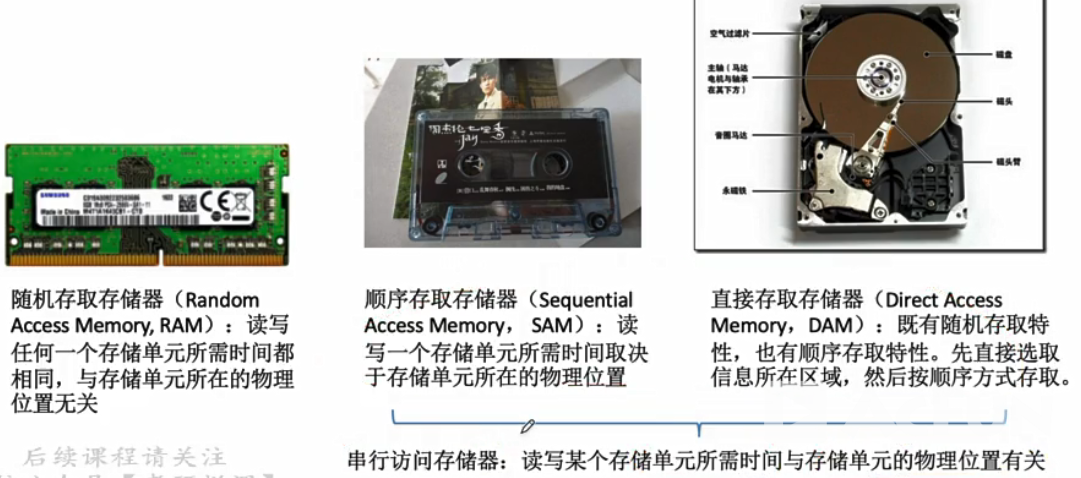 空气过滤片
主轴（马达
电机与轴承
在其下方）
音圈马达
永磁铁
磁盘
磁头
磁头臂
SAMSUNG
Made in China
Jay
随机存取存储器（Random
Access Memory, RAM）：读写
任何一个存储单元所需时间都
相同，与存储单元所在的物理
位置无关
顺序存取存储器（Sequential
Access Memory， SAM）：读
写一个存储单元所需时间取决
于存储单元所在的物理位置
直接存取存储器（Direct Access
Memory，DAM）：既有随机存取特
性，也有顺序存取特性。先直接选取
信息所在区域，然后按顺序方式存取。
串行访问存储器：读写某个存储单元所需时间与存储单元的物理位置有关
后续课程请关注